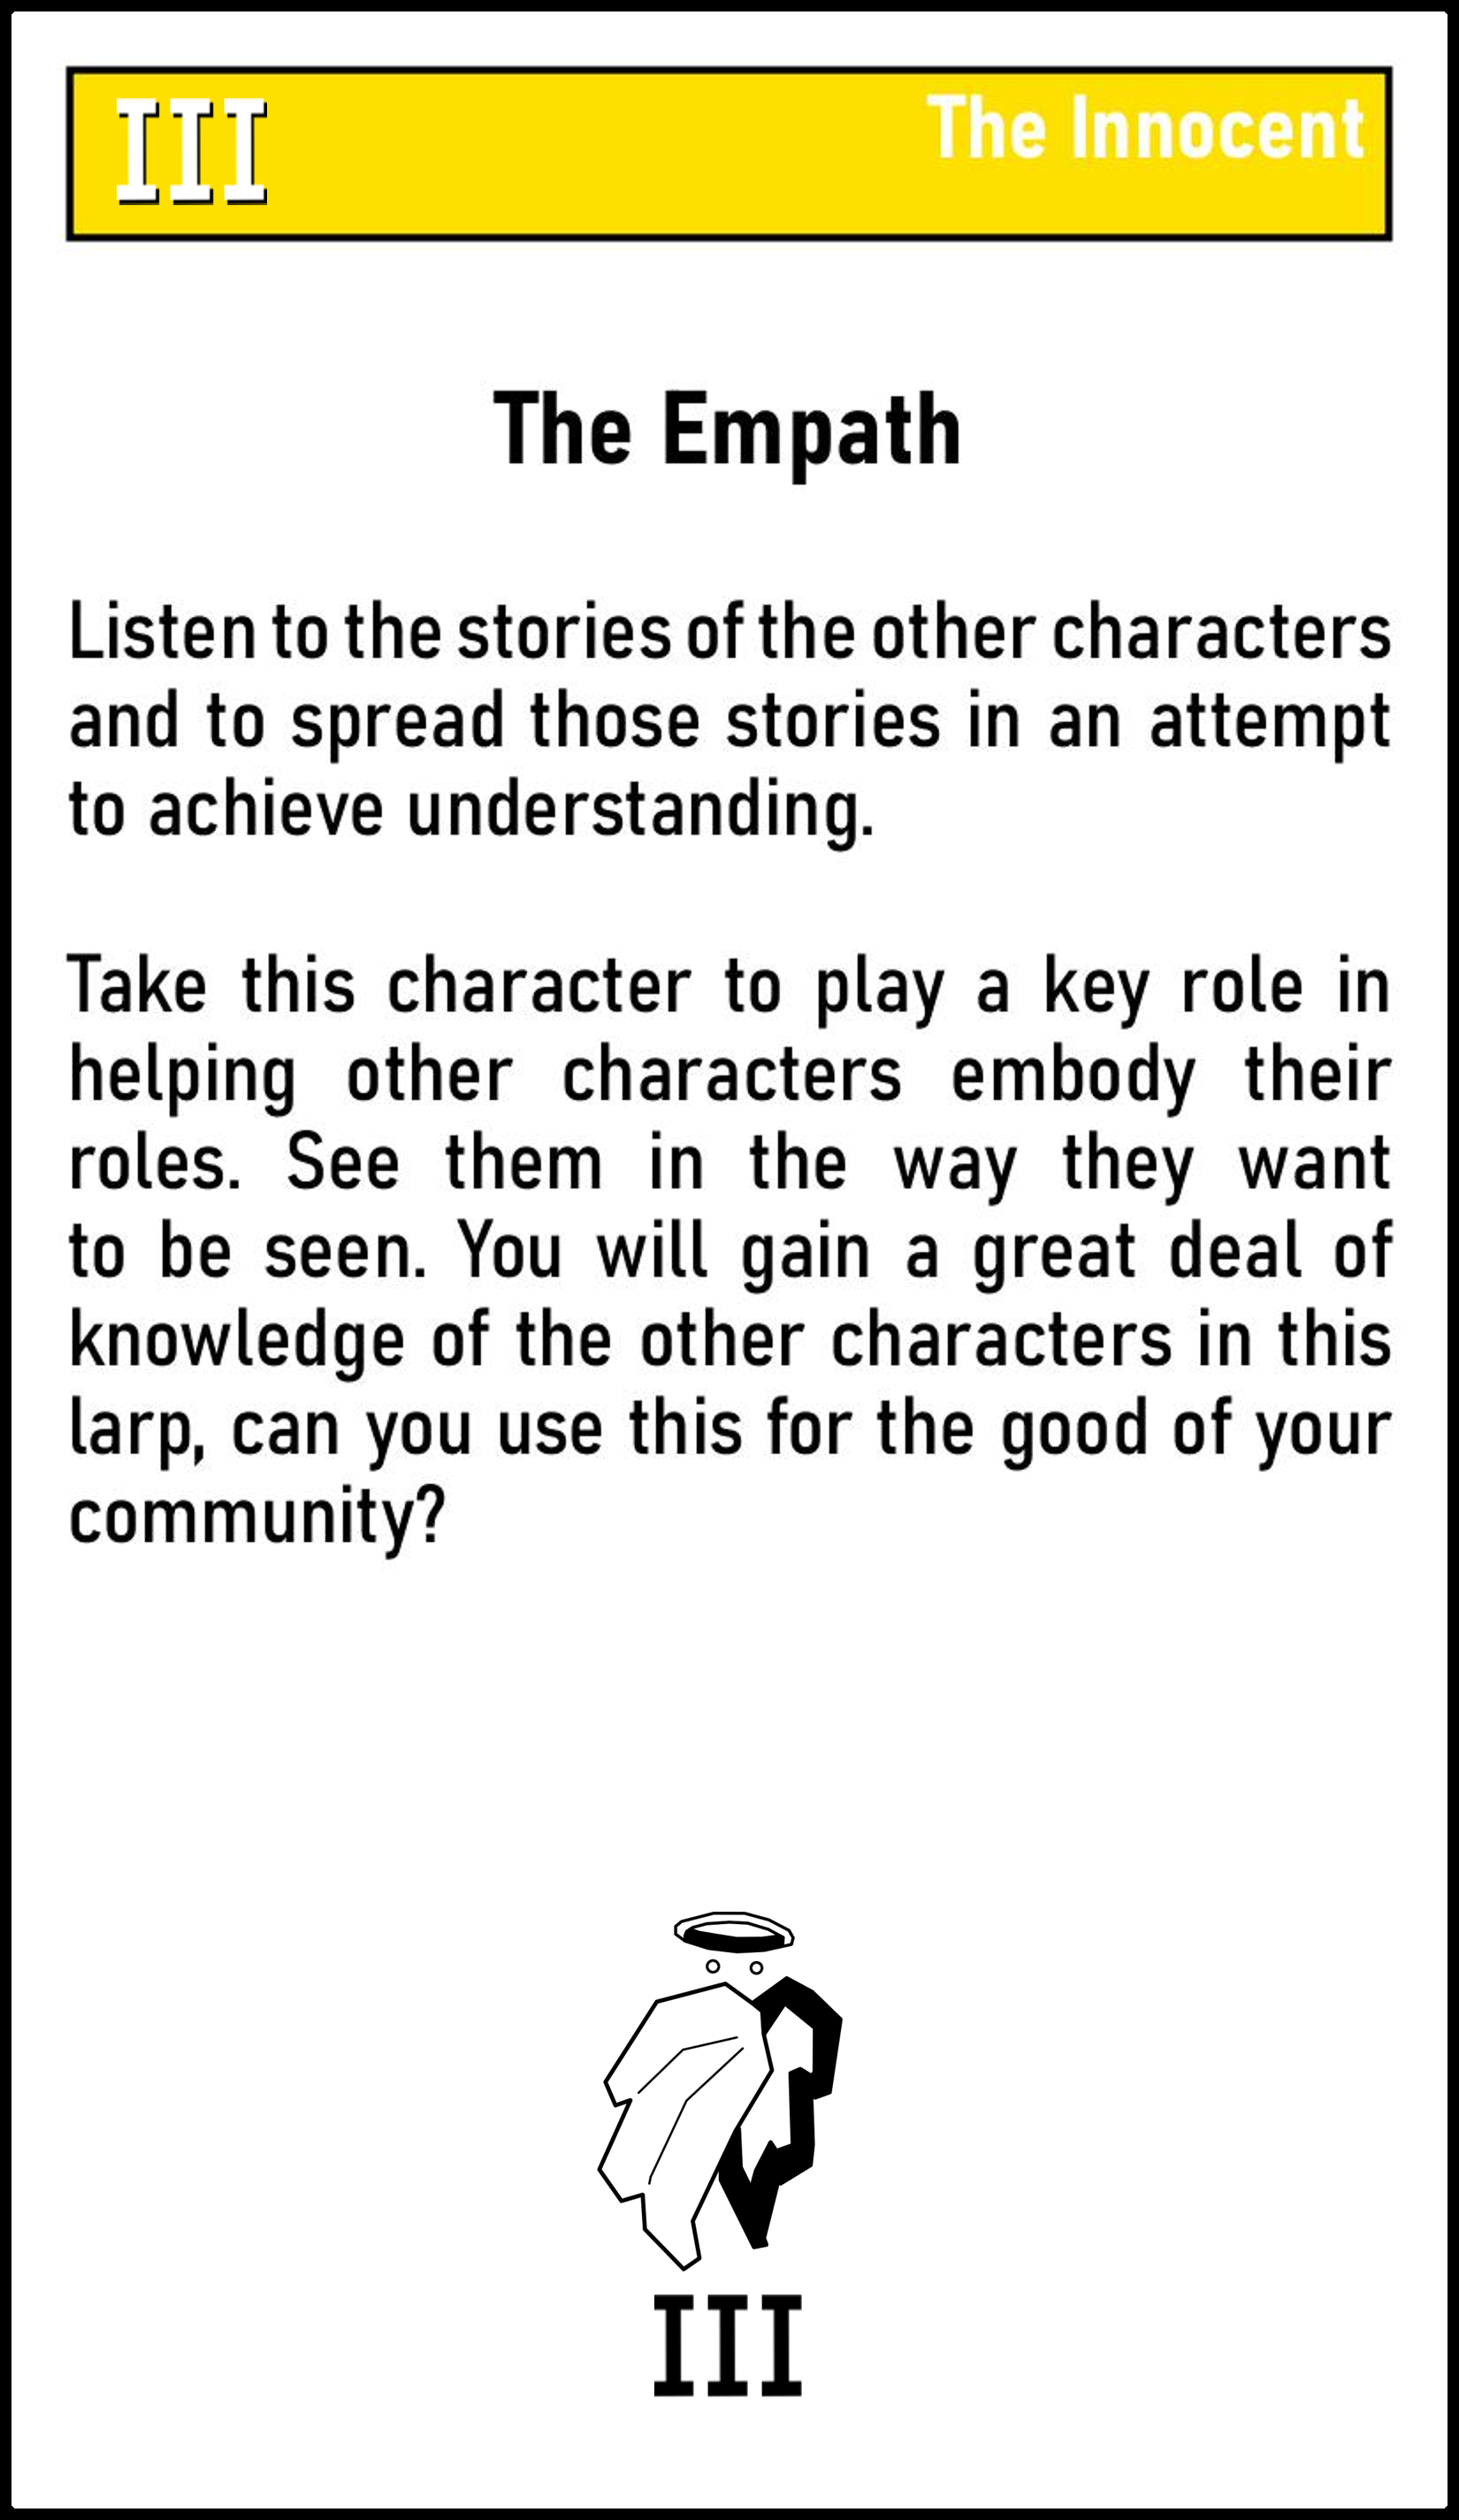 III
The Innocent
The Empath
Listen to the stories of the other characters
and to spread those stories in an attempt
to achieve understanding.
Take this character to play a key role in
helping other characters embody their
roles. See them in the way they want
to be seen. You will gain a great deal of
knowledge of the other characters in this
larp, can you use this for the good of your
community?
III